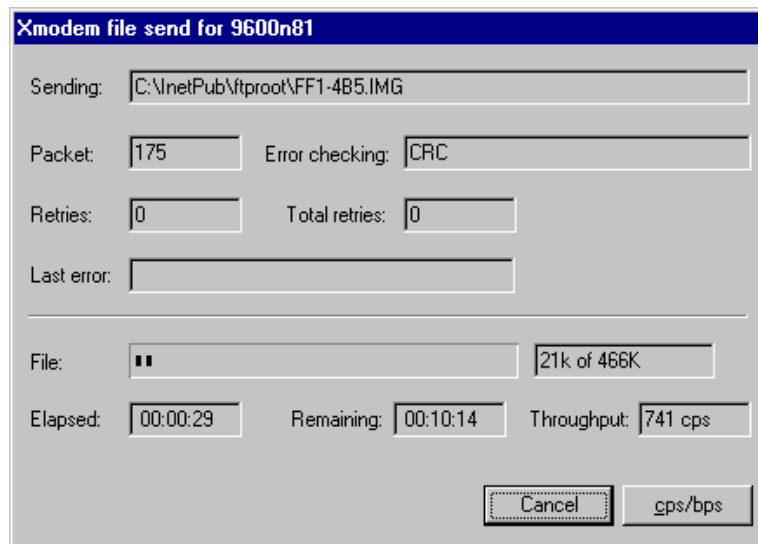 Xmodem file send for 9600n81
Sending: C:\InetPub\ftproot\FF1-4B5.IMG
Packet: 175 Error checking: CRC
Retries: 0 Total retries: 0
Last error:
File: 21k of 466K
Elapsed: 00:00:29 Remaining: 00:10:14 Throughput: 741 cps
Cancel cps/bps